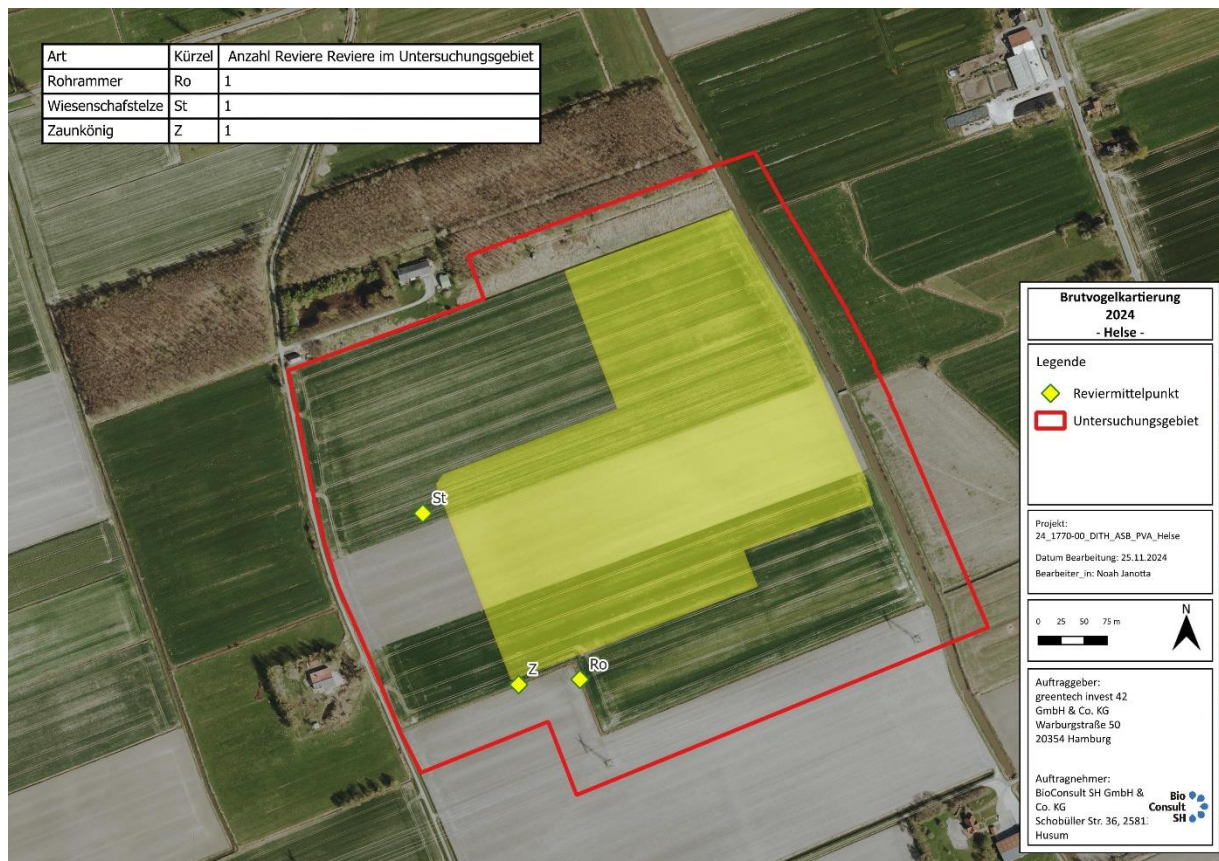 Art Kürzel Anzahl Reviere Reviere im Untersuchungsgebiet
Rohrammer Ro 1
Wiesenschafstelze St 1
Zaunkönig Z 1
St
Z
Ro
Brutvogelkartierung
2024
- Helse -
Legende
Reviermittelpunkt
Untersuchungsgebiet
Projekt:
24_1770-00_DITH_ASB_PVA_Helse
Datum Bearbeitung: 25.11.2024
Bearbeiter_in: Noah Janotta
0 25 50 75 m
N
Auftraggeber:
greentech invest 42
GmbH & Co. KG
Warburgstraße 50
20354 Hamburg
Auftragnehmer:
BioConsult SH GmbH &
Co. KG
Schobüller Str. 36, 2581
Husum
Bio
Consult
SH